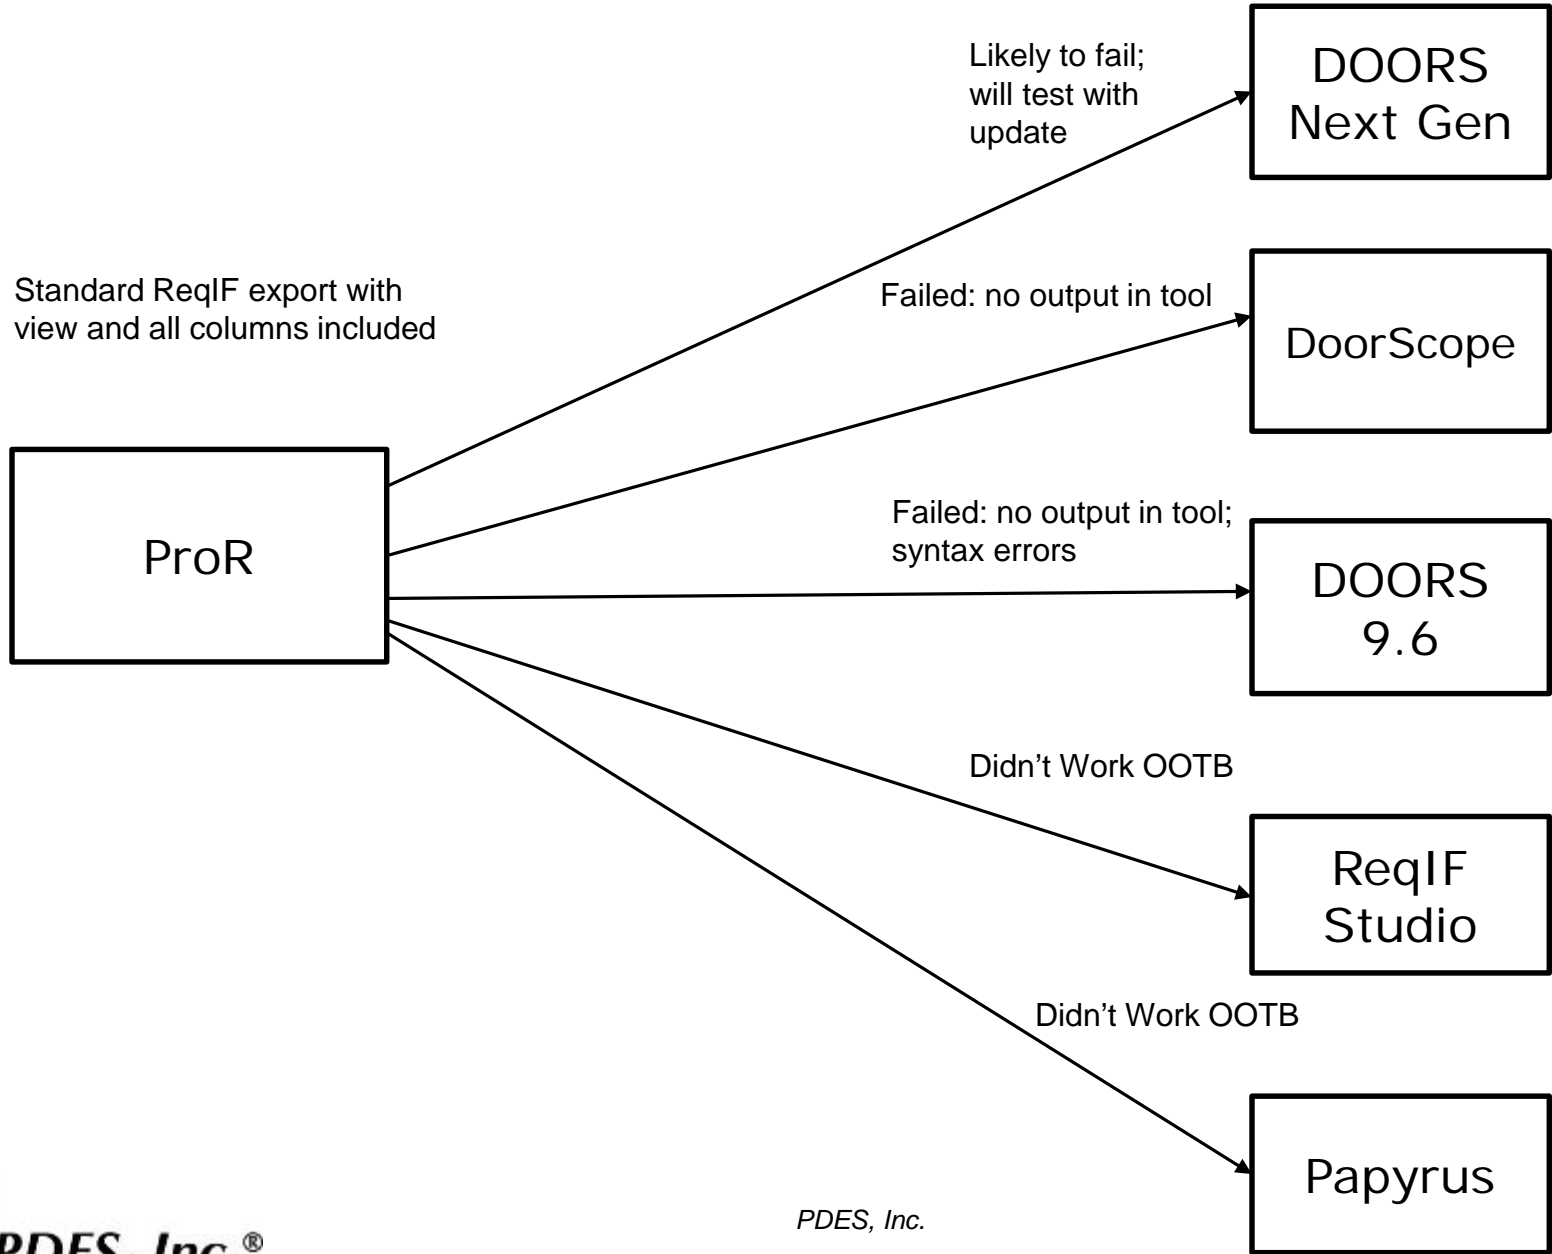 Likely to fail;
will test with
update
DOORS
Next Gen
Standard ReqIF export with
view and all columns included
Failed: no output in tool
DoorScope
ProR
Failed: no output in tool;
syntax errors
DOORS
9.6
Didn’t Work OOTB
ReqIF
Studio
Didn’t Work OOTB
Papyrus
PDES, Inc.
PDES, Inc.®